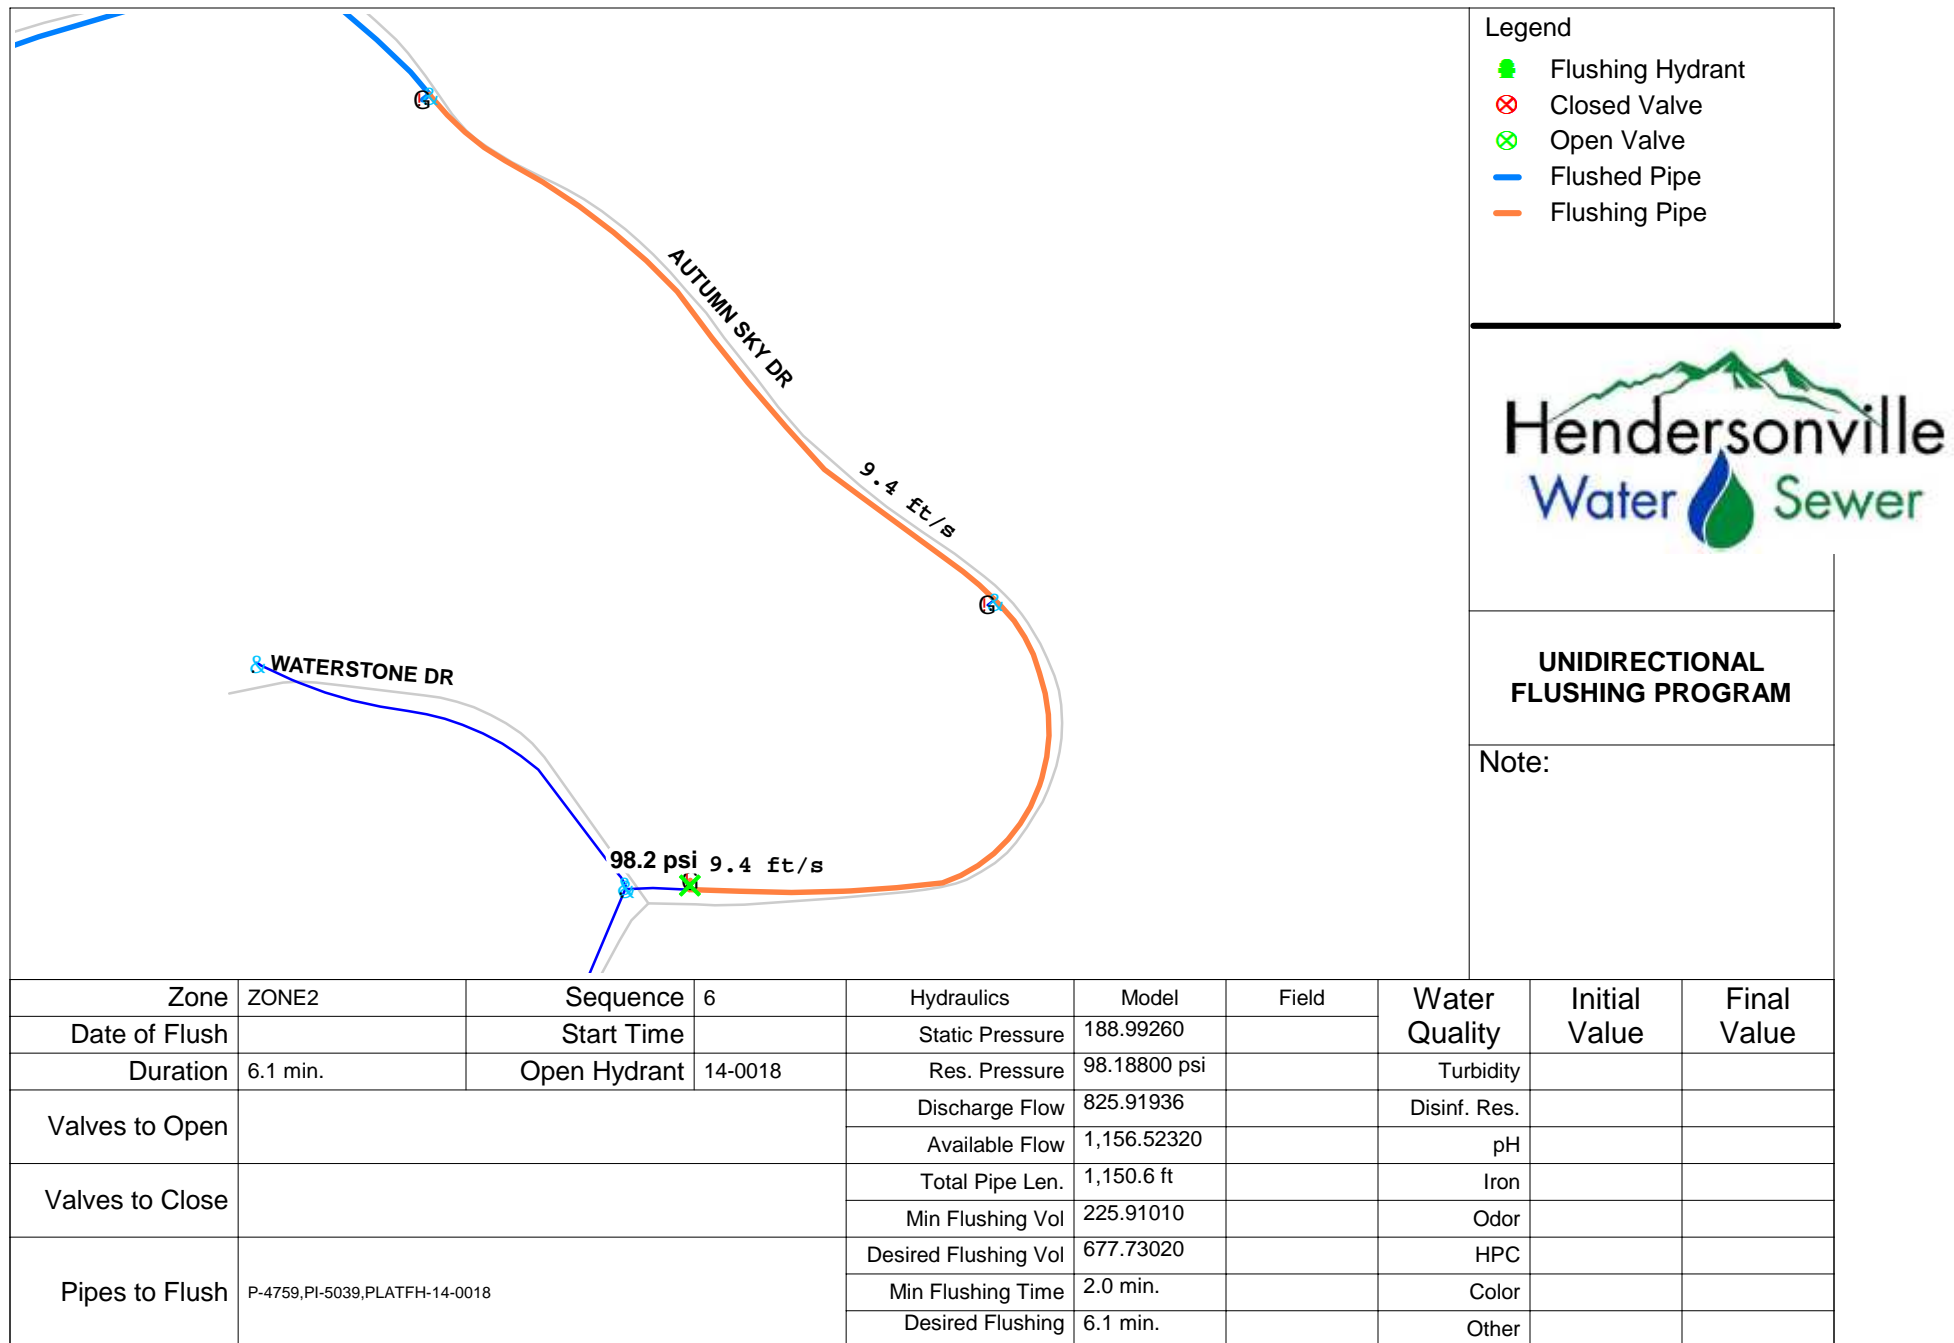 Legend
Flushing Hydrant
Closed Valve
Open Valve
Flushed Pipe
Flushing Pipe
AUTUMN SKY DR
9.4 ft/s
WATERSTONE DR
98.2 psi
9.4 ft/s
Hendersonville
Water Sewer
UNIDIRECTIONAL
FLUSHING PROGRAM
Note:
Zone ZONE2 Sequence 6 Hydraulics Model Field Water Quality Initial Value Final Value
Date of Flush Start Time Static Pressure 188.99260
Duration 6.1 min. Open Hydrant 14-0018 Res. Pressure 98.18800 psi Turbidity
Valves to Open Discharge Flow 825.91936 Disinf. Res.
Available Flow 1,156.52320 pH
Valves to Close Total Pipe Len. 1,150.6 ft Iron
Min Flushing Vol 225.91010 Odor
Pipes to Flush P-4759,PI-5039,PLATFH-14-0018 Desired Flushing Vol 677.73020 HPC
Min Flushing Time 2.0 min. Color
Desired Flushing 6.1 min. Other